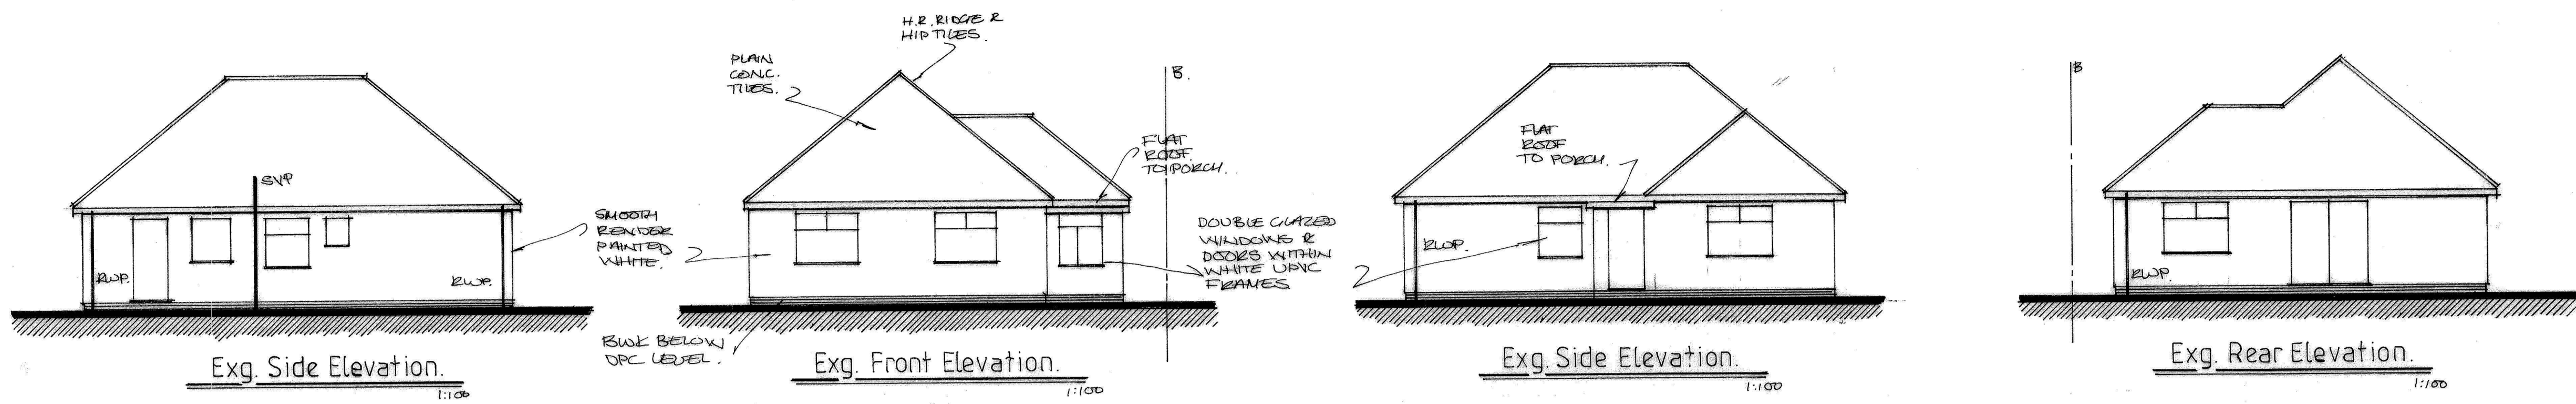 SVP
RWP.
RWP.
Exg. Side Elevation.
1:100
SMOOTH
RENDER
PAINTED
WHITE.
PLAIN
CONC.
TILES.
H.R. RIDGE &
HIP TILES.
B.
FLAT
ROOF
TO PORCH.
DOUBLE GLAZED
WINDOWS &
DOORS WITHIN
WHITE UPVC
FRAMES
BWK BELOW
DPC LEVEL.
Exg. Front Elevation.
1:100
FLAT
ROOF
TO PORCH.
RWP.
Exg. Side Elevation.
1:100
B
RWP.
Exg. Rear Elevation.
1:100